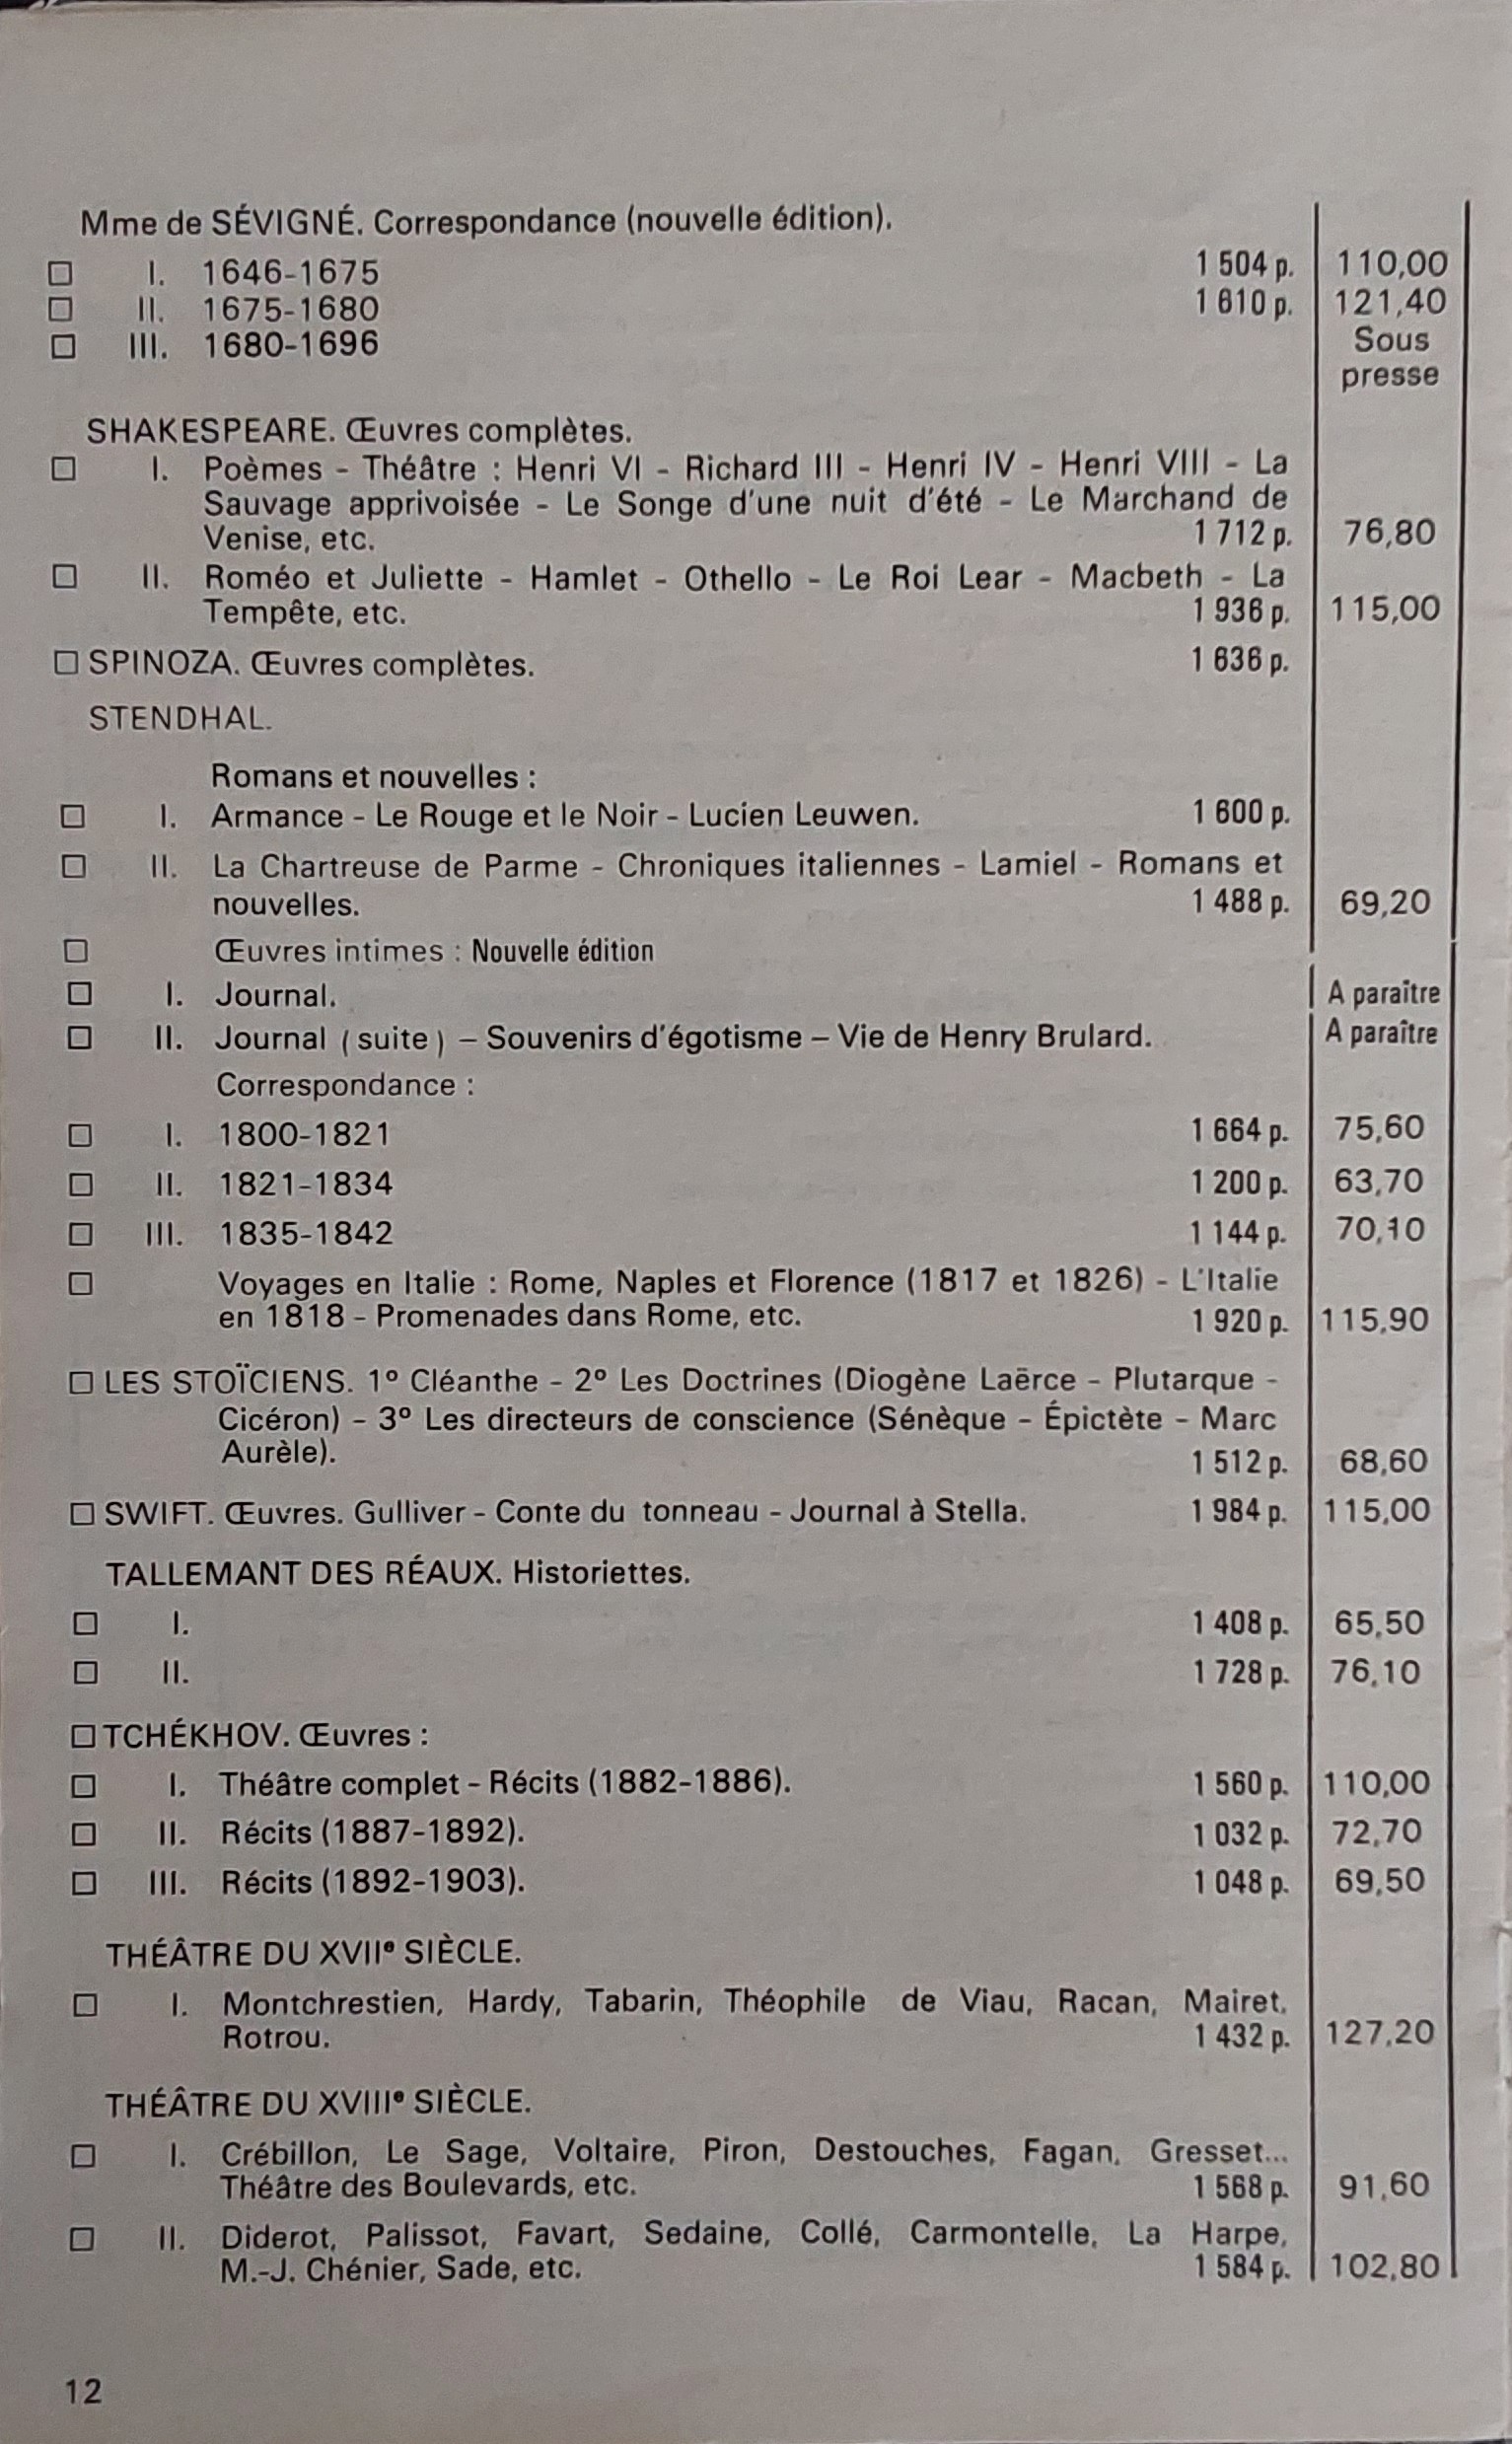 Mme de SÉVIGNÉ. Correspondance (nouvelle édition).
□ I. 1646-1675 1 504 p. 110,00
□ II. 1675-1680 1 610 p. 121,40
□ III. 1680-1696 Sous
presse
SHAKESPEARE. Œuvres complètes.
□ I. Poèmes - Théâtre : Henri VI - Richard III - Henri IV - Henri VIII - La
Sauvage apprivoisée - Le Songe d'une nuit d'été - Le Marchand de
Venise, etc. 1 712 p. 76,80
□ II. Roméo et Juliette - Hamlet - Othello - Le Roi Lear - Macbeth - La
Tempête, etc. 1 936 p. 115,00
□ SPINOZA. Œuvres complètes. 1 636 p.
STENDHAL.
Romans et nouvelles :
□ I. Armance - Le Rouge et le Noir - Lucien Leuwen. 1 600 p.
□ II. La Chartreuse de Parme - Chroniques italiennes - Lamiel - Romans et
nouvelles. 1 488 p. 69,20
□ Œuvres intimes : Nouvelle édition
□ I. Journal. A paraître
□ II. Journal ( suite ) – Souvenirs d'égotisme – Vie de Henry Brulard. A paraître
Correspondance :
□ I. 1800-1821 1 664 p. 75,60
□ II. 1821-1834 1 200 p. 63,70
□ III. 1835-1842 1 144 p. 70,10
□ Voyages en Italie : Rome, Naples et Florence (1817 et 1826) - L'Italie
en 1818 - Promenades dans Rome, etc. 1 920 p. 115,90
□ LES STOÏCIENS. 1º Cléanthe - 2º Les Doctrines (Diogène Laërce - Plutarque -
Cicéron) - 3º Les directeurs de conscience (Sénèque - Épictète - Marc
Aurèle). 1 512 p. 68,60
□ SWIFT. Œuvres. Gulliver - Conte du tonneau - Journal à Stella. 1 984 p. 115,00
TALLEMANT DES RÉAUX. Historiettes.
□ I. 1 408 p. 65,50
□ II. 1 728 p. 76,10
□ TCHÉKHOV. Œuvres :
□ I. Théâtre complet - Récits (1882-1886). 1 560 p. 110,00
□ II. Récits (1887-1892). 1 032 p. 72,70
□ III. Récits (1892-1903). 1 048 p. 69,50
THÉÂTRE DU XVIIᵉ SIÈCLE.
□ I. Montchrestien, Hardy, Tabarin, Théophile de Viau, Racan, Mairet,
Rotrou. 1 432 p. 127,20
THÉÂTRE DU XVIIIᵉ SIÈCLE.
□ I. Crébillon, Le Sage, Voltaire, Piron, Destouches, Fagan, Gresset...
Théâtre des Boulevards, etc. 1 568 p. 91,60
□ II. Diderot, Palissot, Favart, Sedaine, Collé, Carmontelle, La Harpe,
M.-J. Chénier, Sade, etc. 1 584 p. 102,80
12